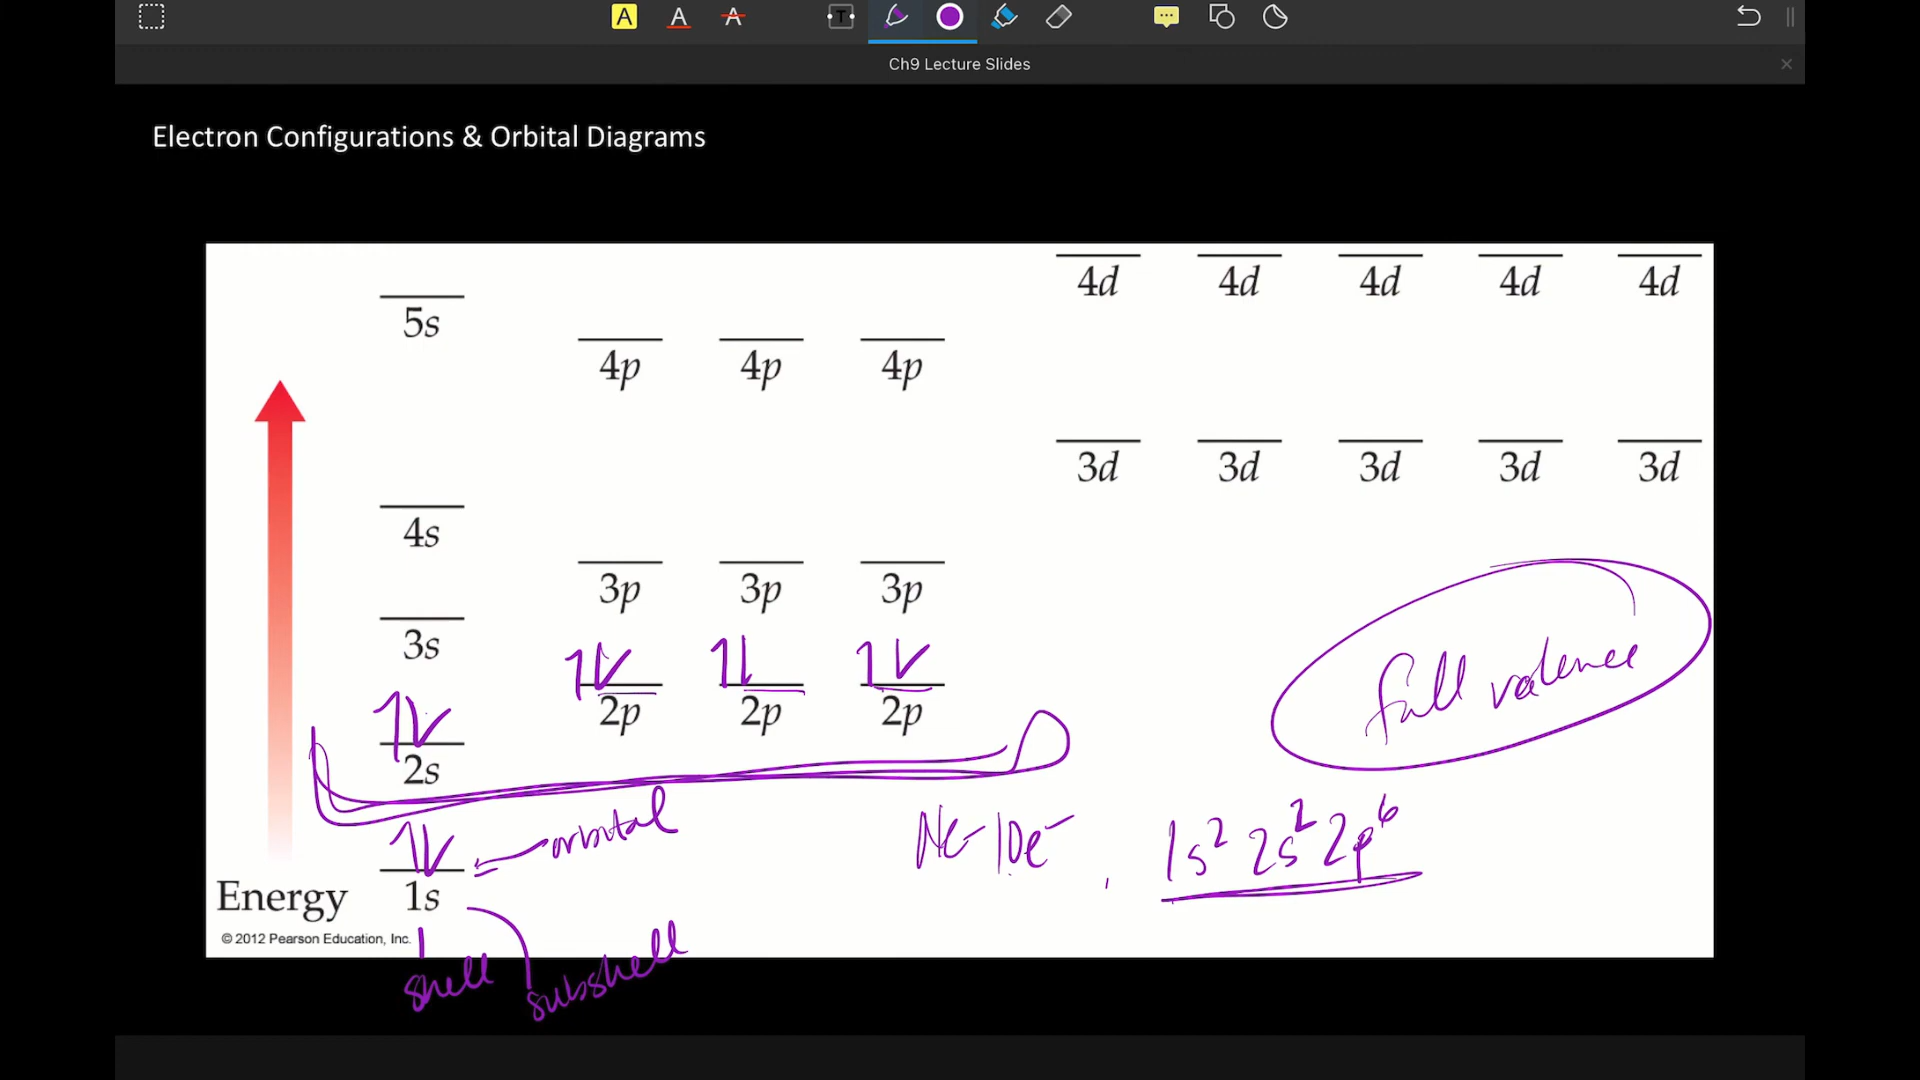 Ch9 Lecture Slides
Electron Configurations & Orbital Diagrams
4d 4d 4d 4d 4d
5s
4p 4p 4p
3d 3d 3d 3d 3d
4s
3p 3p 3p
3s
full valence
2p 2p 2p
2s
orbital
Ne - 10e⁻, 1s² 2s² 2p⁶
Energy 1s
© 2012 Pearson Education, Inc.
shell subshell